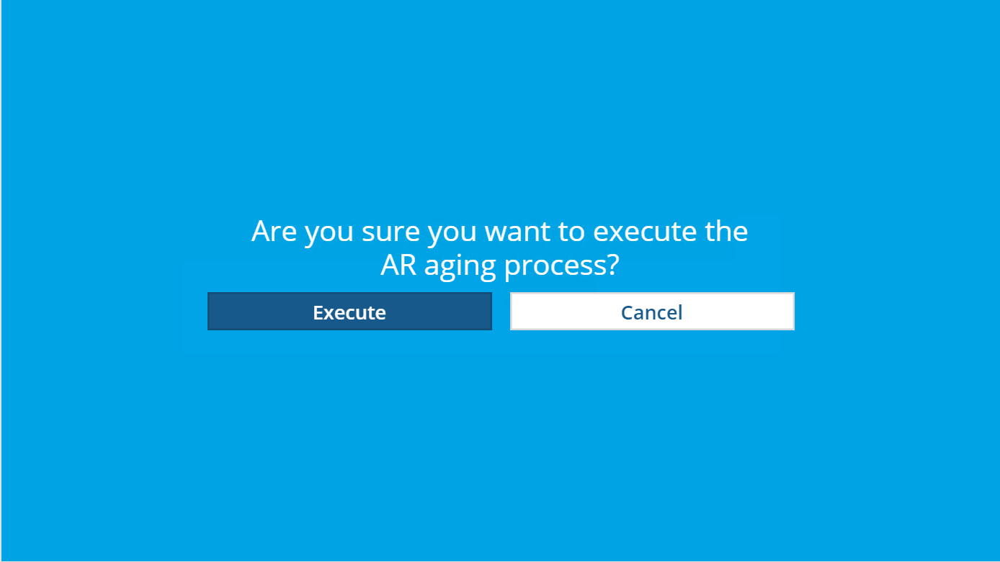 Are you sure you want to execute the
AR aging process?
Execute
Cancel